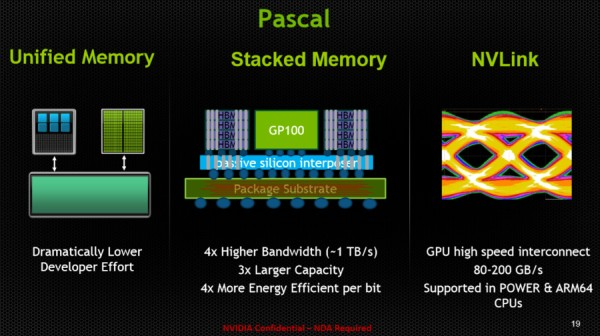 Pascal
Unified Memory
Stacked Memory
NVLink
HBM
HBM
HBM
HBM
GP100
passive silicon interposer
Package Substrate
Dramatically Lower
Developer Effort
4x Higher Bandwidth (~1 TB/s)
3x Larger Capacity
4x More Energy Efficient per bit
GPU high speed interconnect
80-200 GB/s
Supported in POWER & ARM64
CPUs
NVIDIA Confidential – NDA Required
19